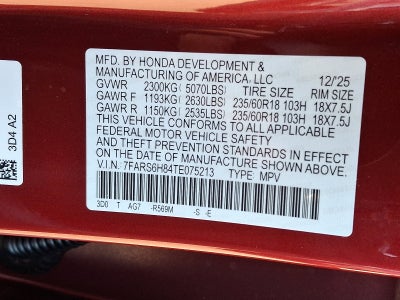 MFD. BY HONDA DEVELOPMENT &
MANUFACTURING OF AMERICA, LLC 12/25
GVWR 2300KG( 5070LBS) TIRE SIZE RIM SIZE
GAWR F 1193KG( 2630LBS) 235/60R18 103H 18X7.5J
GAWR R 1150KG( 2535LBS) 235/60R18 103H 18X7.5J
THIS VEHICLE CONFORMS TO ALL APPLICABLE
FEDERAL MOTOR VEHICLE SAFETY
AND THEFT PREVENTION STANDARDS IN EFFECT
ON THE DATE OF MANUFACTURE SHOWN ABOVE.
V.I.N. 7FARS6H84TE075213 TYPE: MPV
3D0 T AG7 -R569M -S -E
3D4 A2